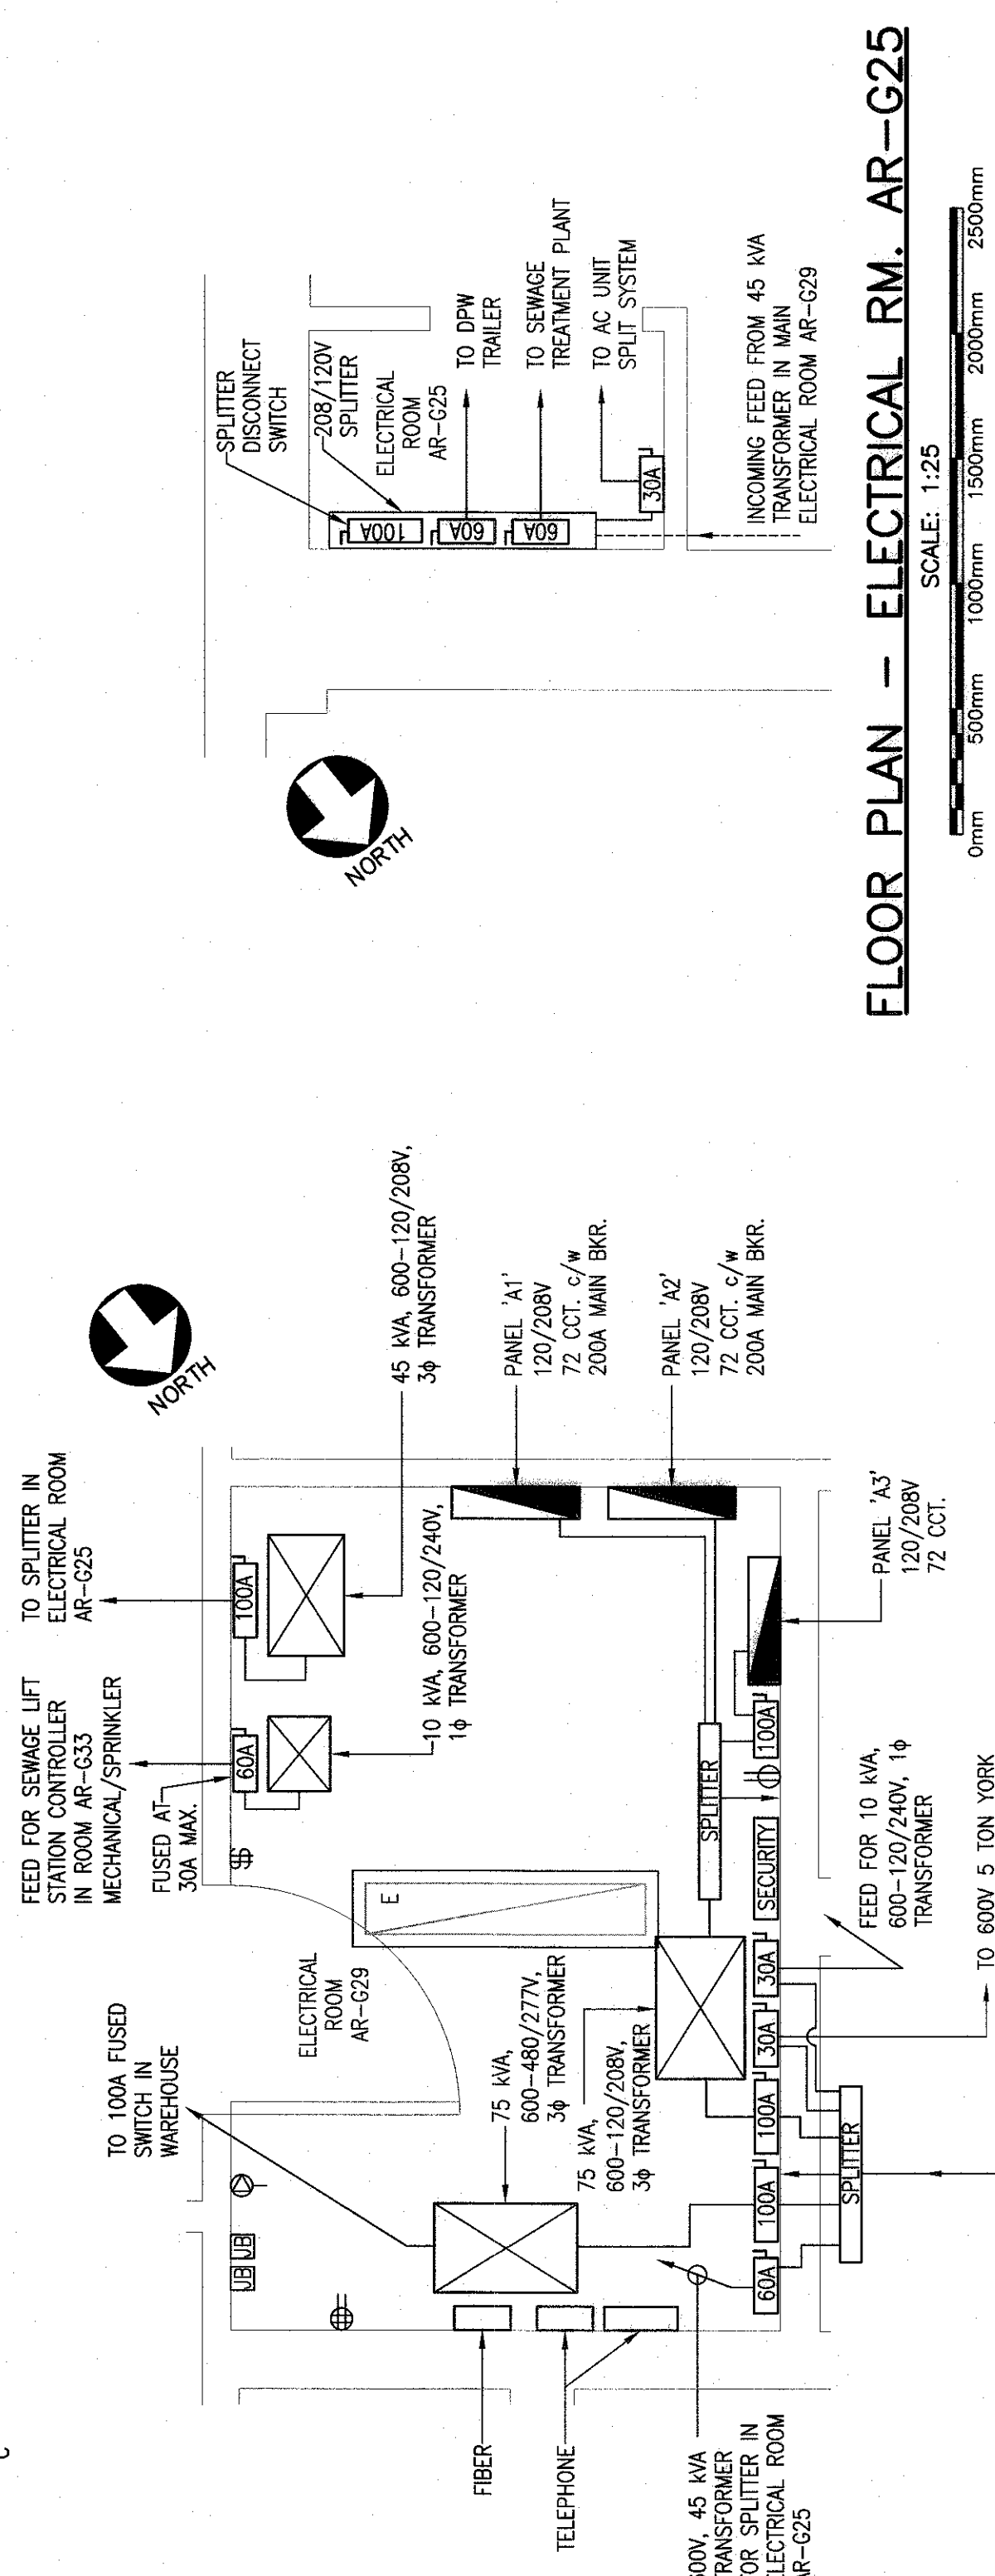 TO 100A FUSED
SWITCH IN
WAREHOUSE
FEED FOR SEWAGE LIFT
STATION CONTROLLER
IN ROOM AR-G33
MECHANICAL/SPRINKLER
FUSED AT
30A MAX.
TO SPLITTER IN
ELECTRICAL ROOM
AR-G25
NORTH
JB
JB
$$
60A
100A
ELECTRICAL
ROOM
AR-G29
E
FIBER
TELEPHONE
75 kVA,
600-480/277V,
3ϕ TRANSFORMER
75 kVA,
600-120/208V,
3ϕ TRANSFORMER
10 kVA, 600-120/240V,
1ϕ TRANSFORMER
45 kVA, 600-120/208V,
3ϕ TRANSFORMER
PANEL 'A1'
120/208V
72 CCT. c/w
200A MAIN BKR.
PANEL 'A2'
120/208V
72 CCT. c/w
200A MAIN BKR.
SPLITTER
60A
100A
100A
30A
30A
SECURITY
100A
SPLITTER
PANEL 'A3'
120/208V
72 CCT.
FEED FOR 10 kVA,
600-120/240V, 1ϕ
TRANSFORMER
TO 600V 5 TON YORK
45 kVA
SPLITTER IN
ROOM
SPLITTER
DISCONNECT
SWITCH
208/120V
SPLITTER
ELECTRICAL
ROOM
AR-G25
100A
60A
60A
30A
TO DPW
TRAILER
TO SEWAGE
TREATMENT PLANT
TO AC UNIT
SPLIT SYSTEM
INCOMING FEED FROM 45 kVA
TRANSFORMER IN MAIN
ELECTRICAL ROOM AR-G29
NORTH
FLOOR PLAN - ELECTRICAL RM. AR-G25
SCALE: 1:25
0mm 500mm 1000mm 1500mm 2000mm 2500mm